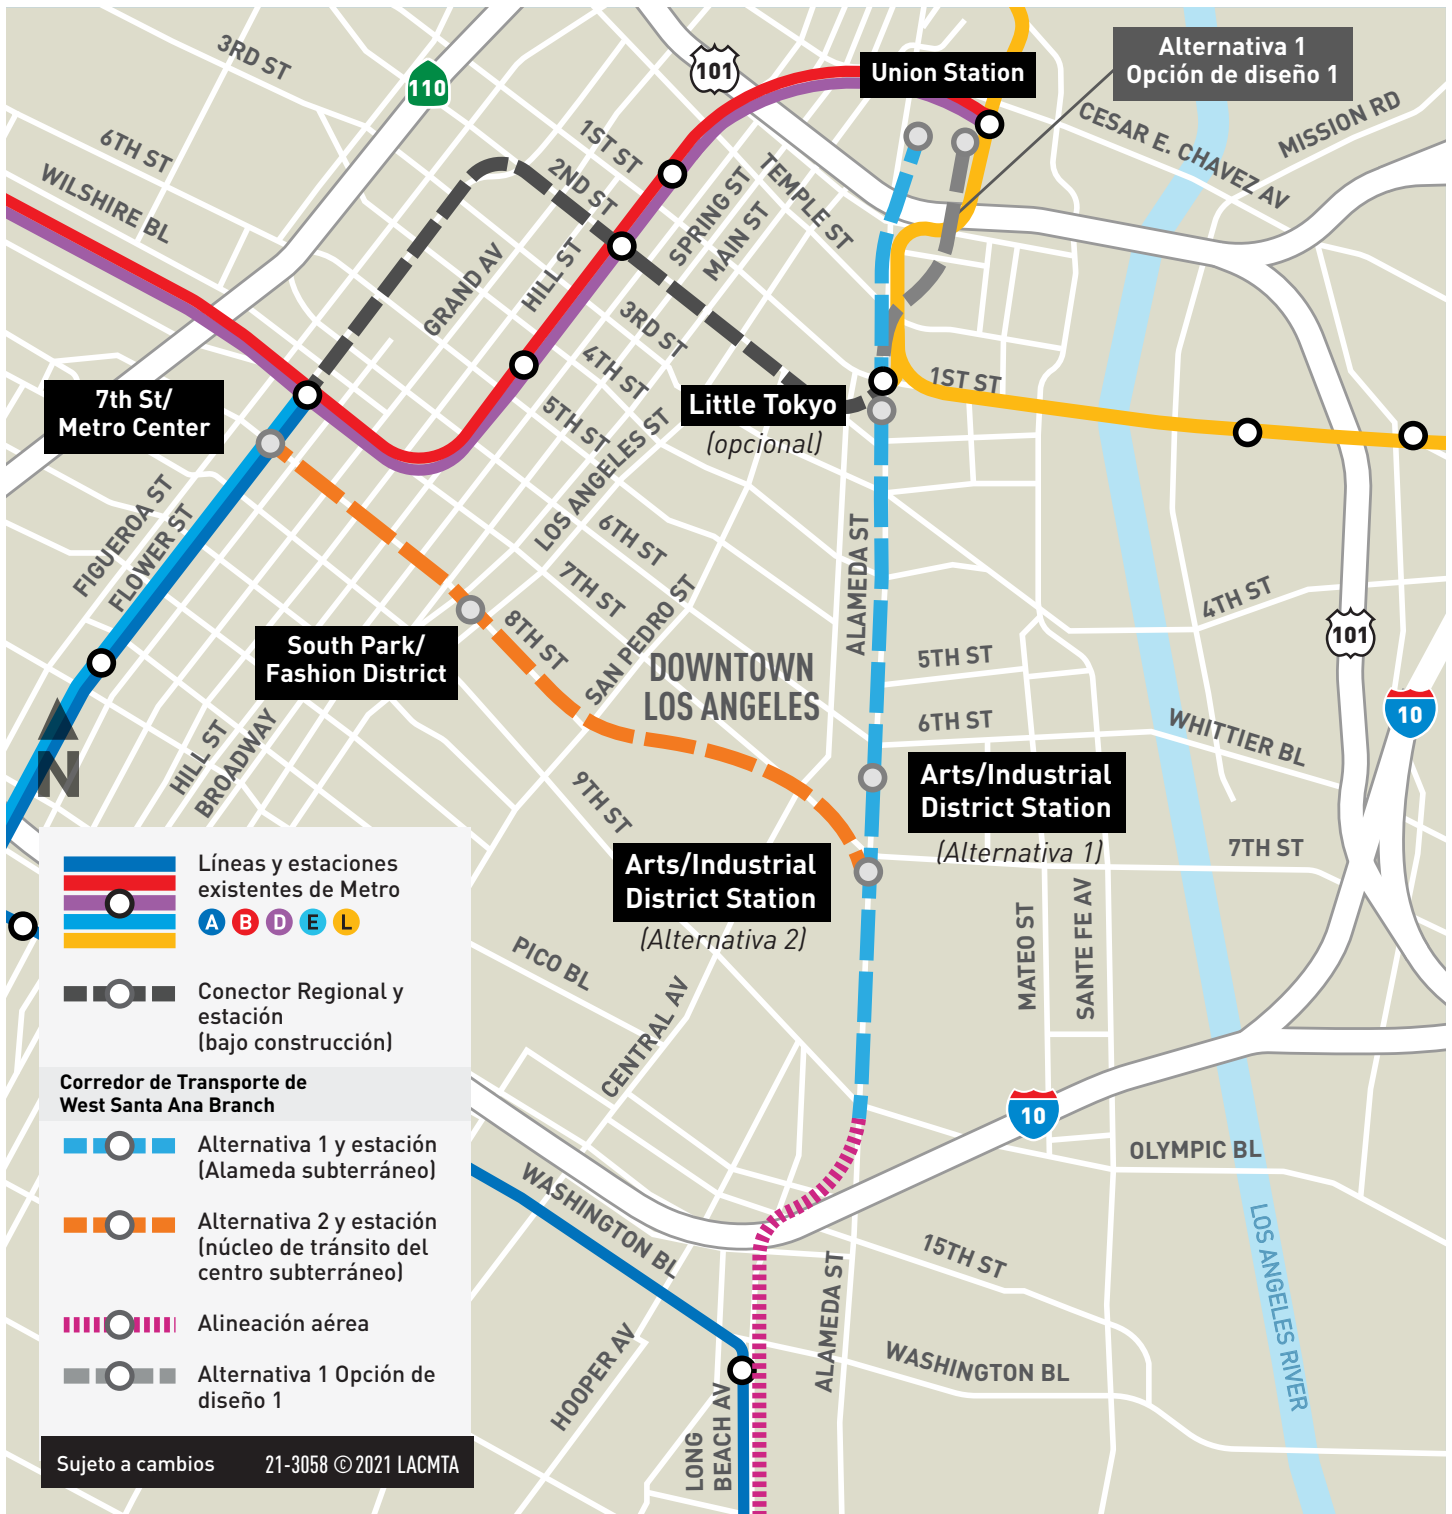 3RD ST
110
101
Union Station
Alternativa 1
Opción de diseño 1
CESAR E. CHAVEZ AV
MISSION RD
6TH ST
WILSHIRE BL
1ST ST
2ND ST
SPRING ST
MAIN ST
TEMPLE ST
GRAND AV
HILL ST
3RD ST
4TH ST
5TH ST
1ST ST
7th St/
Metro Center
Little Tokyo
(opcional)
LOS ANGELES ST
FIGUEROA ST
FLOWER ST
6TH ST
7TH ST
8TH ST
SAN PEDRO ST
ALAMEDA ST
4TH ST
101
South Park/
Fashion District
DOWNTOWN
LOS ANGELES
5TH ST
6TH ST
WHITTIER BL
10
N
HILL ST
BROADWAY
9TH ST
Arts/Industrial
District Station
(Alternativa 1)
7TH ST
Arts/Industrial
District Station
(Alternativa 2)
PICO BL
CENTRAL AV
MATEO ST
SANTE FE AV
10
OLYMPIC BL
WASHINGTON BL
15TH ST
LOS ANGELES RIVER
ALAMEDA ST
WASHINGTON BL
HOOPER AV
LONG
BEACH AV
Líneas y estaciones
existentes de Metro
A B D E L
Conector Regional y
estación
(bajo construcción)
Corredor de Transporte de
West Santa Ana Branch
Alternativa 1 y estación
(Alameda subterráneo)
Alternativa 2 y estación
(núcleo de tránsito del
centro subterráneo)
Alineación aérea
Alternativa 1 Opción de
diseño 1
Sujeto a cambios 21-3058 © 2021 LACMTA